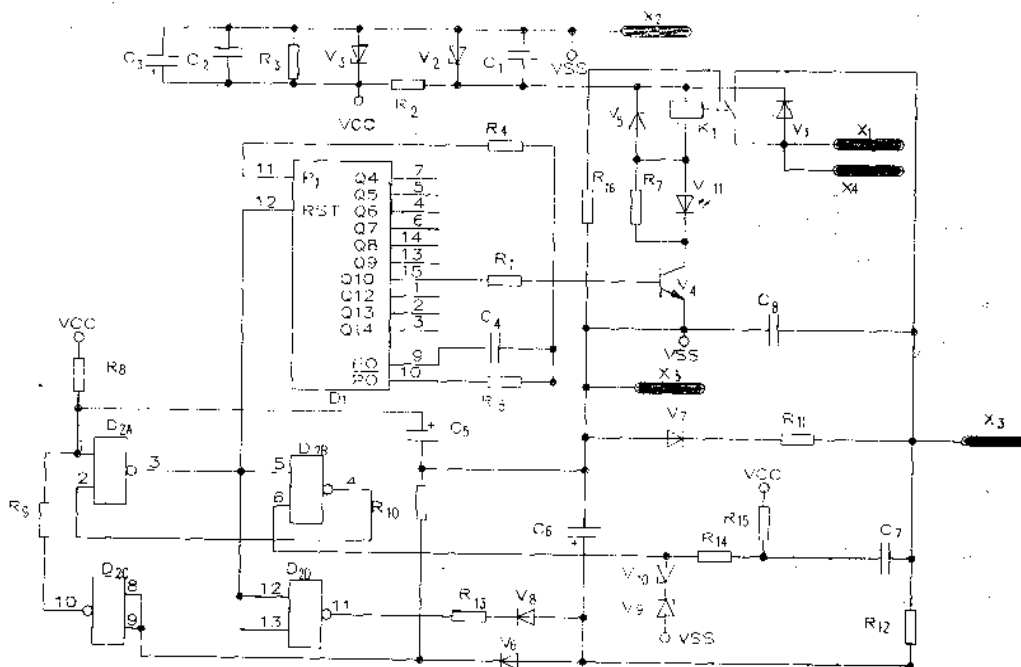 X2
C3
C2
R3
V3
V2
C1
VSS
R2
VCC
V5
K1
X1
X4
R4
11
P1
Q4
7
12
RST
Q5
5
Q6
4
Q7
6
Q8
14
Q9
13
Q10
15
Q12
1
Q13
2
Q14
3
9
10
D1
R16
R7
V11
R1
V4
C8
VSS
C4
VCC
R8
X5
V7
R11
X3
D2A
3
2
C5
D2B
5
4
6
R10
R9
C6
VCC
R15
R14
C7
V10
V9
VSS
D2C
10
8
9
D2D
12
11
13
R13
V8
V6
R12